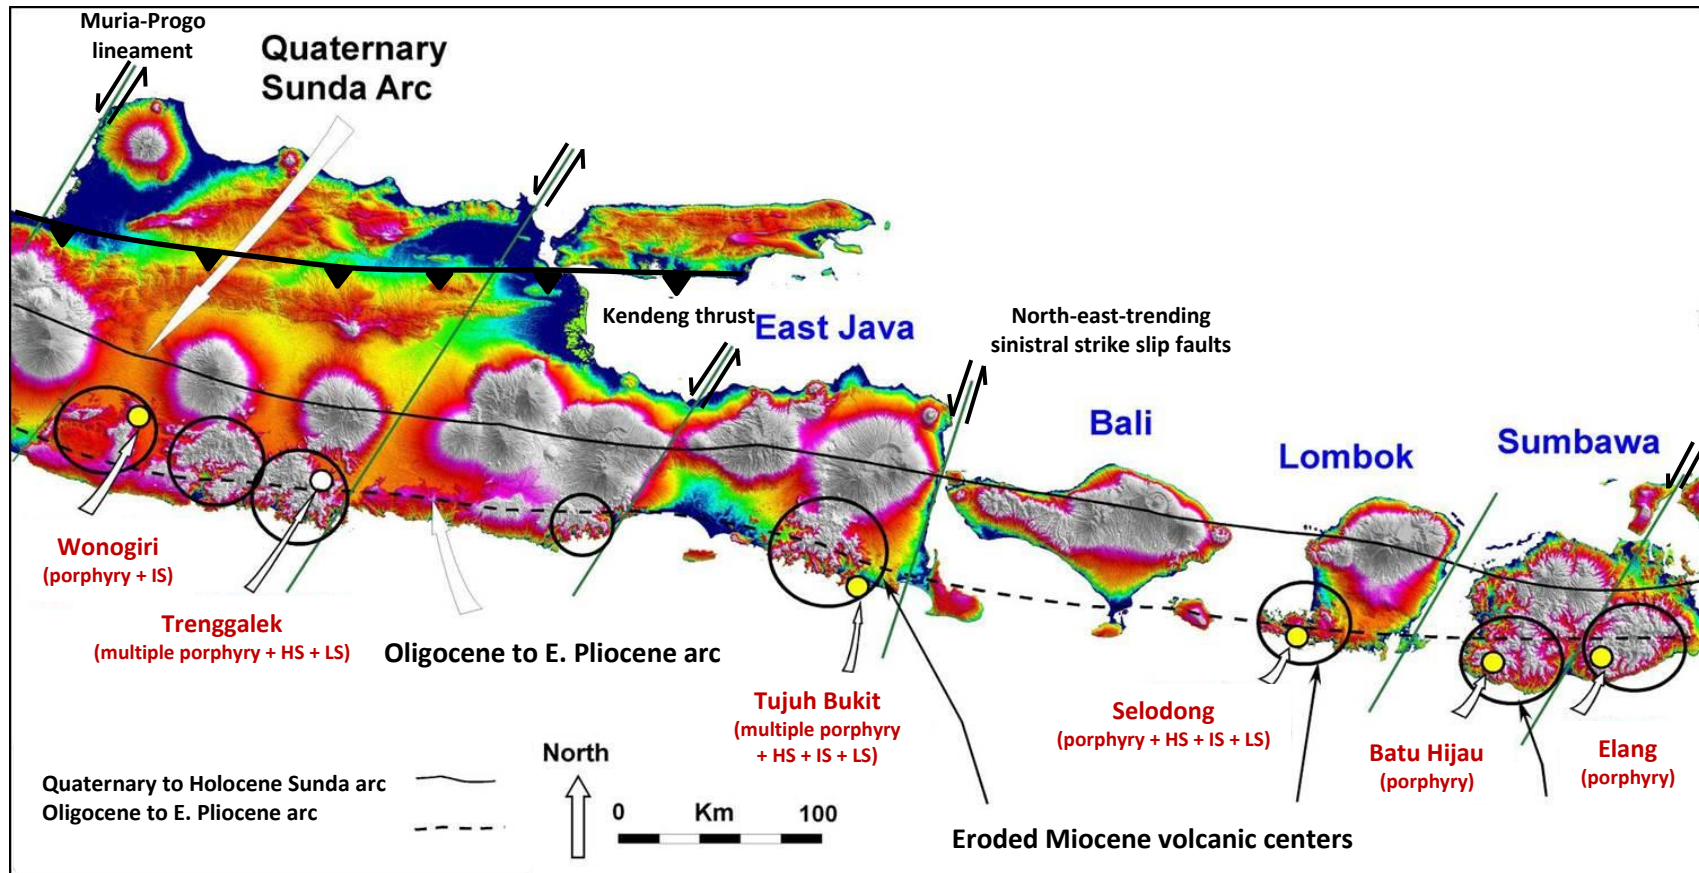 Muria-Progo
lineament
Quaternary
Sunda Arc
Kendeng thrust
East Java
North-east-trending
sinistral strike slip faults
Bali
Lombok
Sumbawa
Wonogiri
(porphyry + IS)
Trenggalek
(multiple porphyry + HS + LS)
Oligocene to E. Pliocene arc
Tujuh Bukit
(multiple porphyry
+ HS + IS + LS)
Selodong
(porphyry + HS + IS + LS)
Batu Hijau
(porphyry)
Elang
(porphyry)
Quaternary to Holocene Sunda arc
Oligocene to E. Pliocene arc
North
0 Km 100
Eroded Miocene volcanic centers